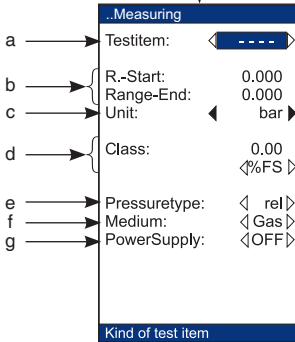 ..Measuring
a Testitem: - - - -
b R.-Start: 0.000
Range-End: 0.000
c Unit: bar
d Class: 0.00
%FS
e Pressuretype: rel
f Medium: Gas
g PowerSupply: OFF
Kind of test item